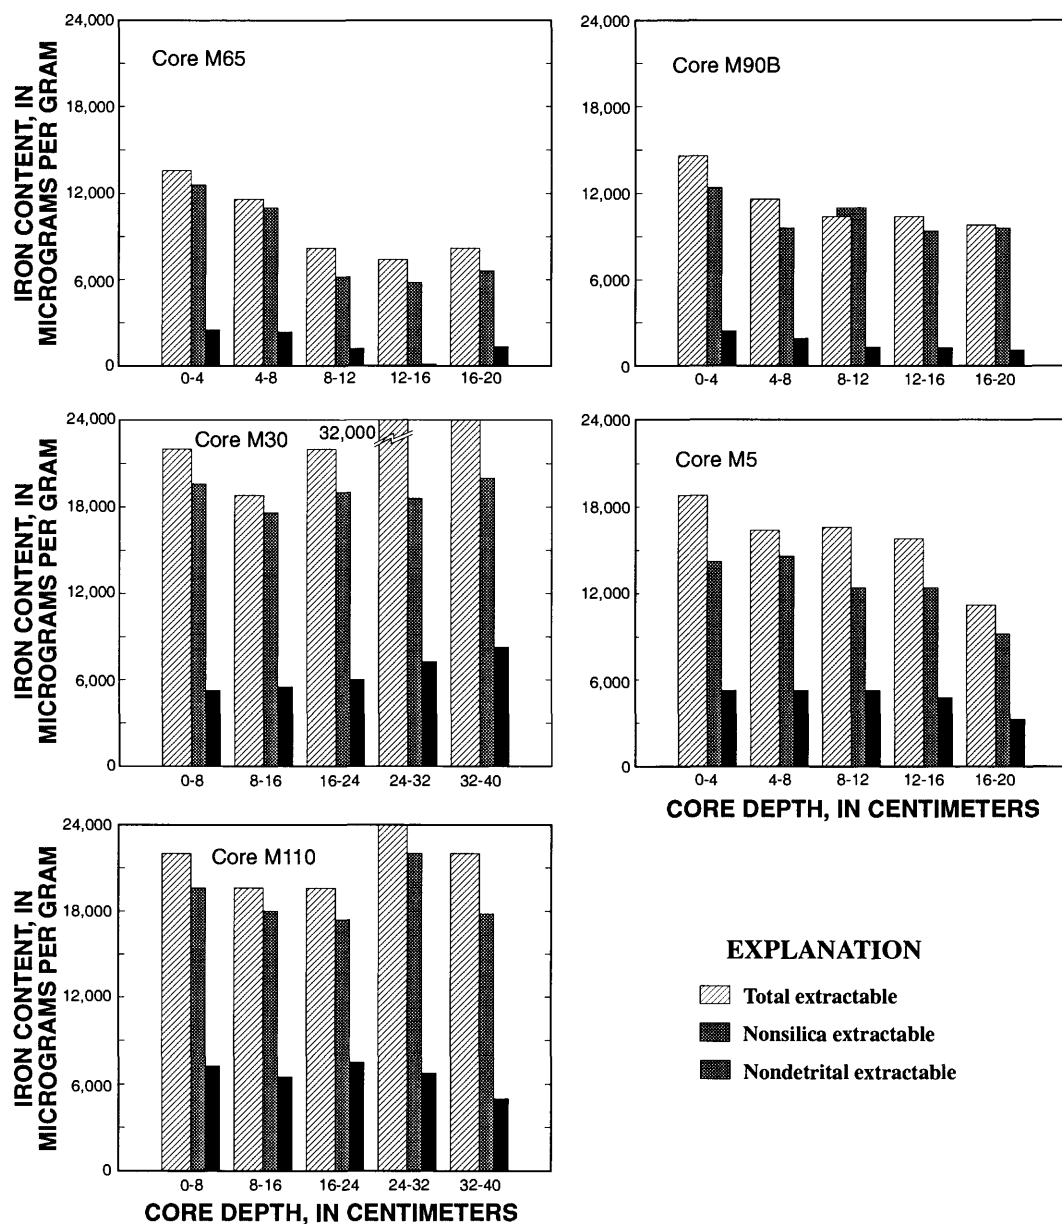 Core M65
IRON CONTENT, IN
MICROGRAMS PER GRAM
24,000
18,000
12,000
6,000
0
0-4 4-8 8-12 12-16 16-20
Core M90B
24,000
18,000
12,000
6,000
0
0-4 4-8 8-12 12-16 16-20
Core M30
32,000
IRON CONTENT, IN
MICROGRAMS PER GRAM
24,000
18,000
12,000
6,000
0
0-8 8-16 16-24 24-32 32-40
Core M5
24,000
18,000
12,000
6,000
0
0-4 4-8 8-12 12-16 16-20
CORE DEPTH, IN CENTIMETERS
Core M110
IRON CONTENT, IN
MICROGRAMS PER GRAM
24,000
18,000
12,000
6,000
0
0-8 8-16 16-24 24-32 32-40
CORE DEPTH, IN CENTIMETERS
EXPLANATION
Total extractable
Nonsilica extractable
Nondetrital extractable